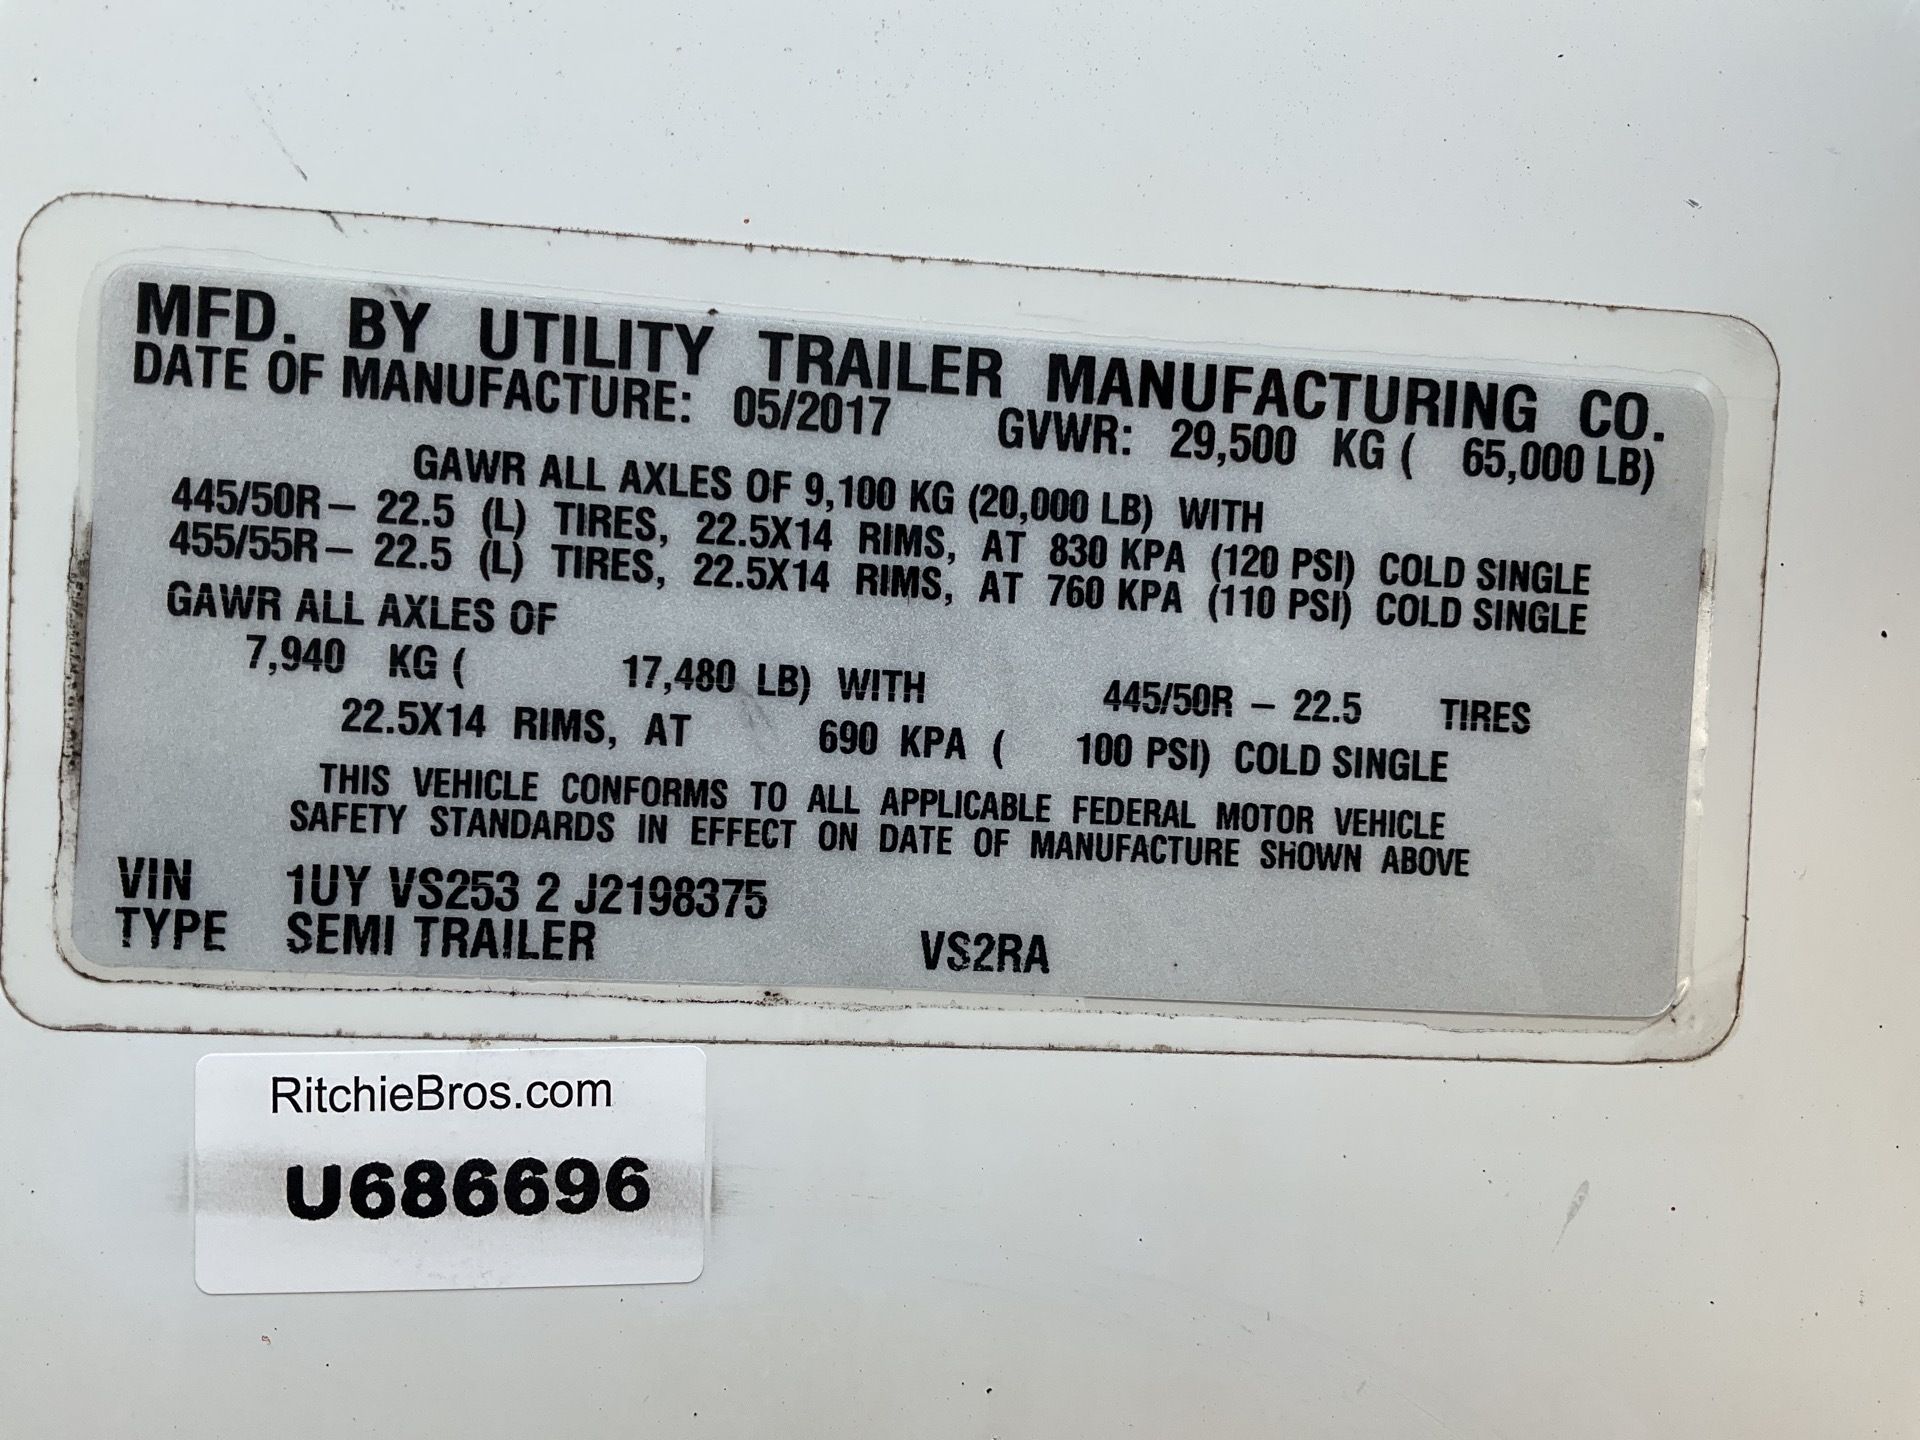 MFD. BY UTILITY TRAILER MANUFACTURING CO.
DATE OF MANUFACTURE: 05/2017 GVWR: 29,500 KG ( 65,000 LB)
GAWR ALL AXLES OF 9,100 KG (20,000 LB) WITH
445/50R – 22.5 (L) TIRES, 22.5X14 RIMS, AT 830 KPA (120 PSI) COLD SINGLE
455/55R – 22.5 (L) TIRES, 22.5X14 RIMS, AT 760 KPA (110 PSI) COLD SINGLE
GAWR ALL AXLES OF
7,940 KG ( 17,480 LB) WITH 445/50R – 22.5 TIRES
22.5X14 RIMS, AT 690 KPA ( 100 PSI) COLD SINGLE
THIS VEHICLE CONFORMS TO ALL APPLICABLE FEDERAL MOTOR VEHICLE
SAFETY STANDARDS IN EFFECT ON DATE OF MANUFACTURE SHOWN ABOVE
VIN 1UY VS253 2 J2198375
TYPE SEMI TRAILER VS2RA
RitchieBros.com
U686696